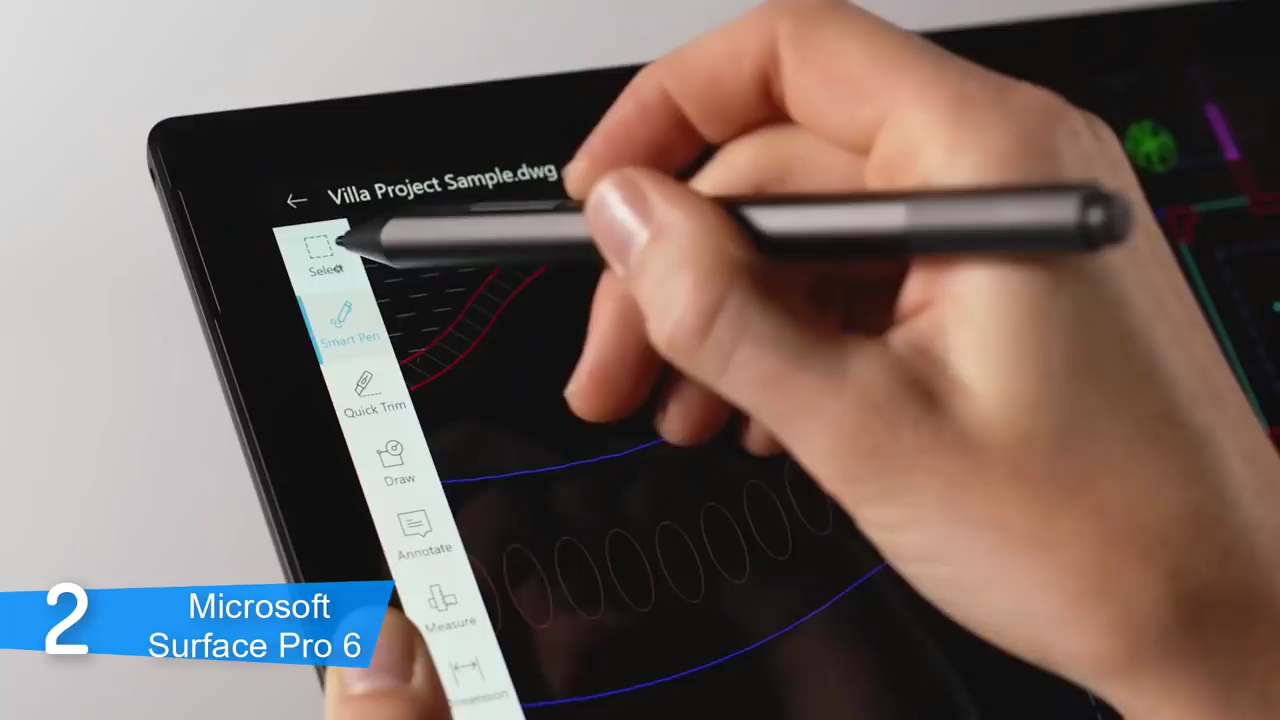 Villa Project Sample.dwg
Select
Smart Pen
Quick Trim
Draw
Annotate
Measure
2
Microsoft
Surface Pro 6